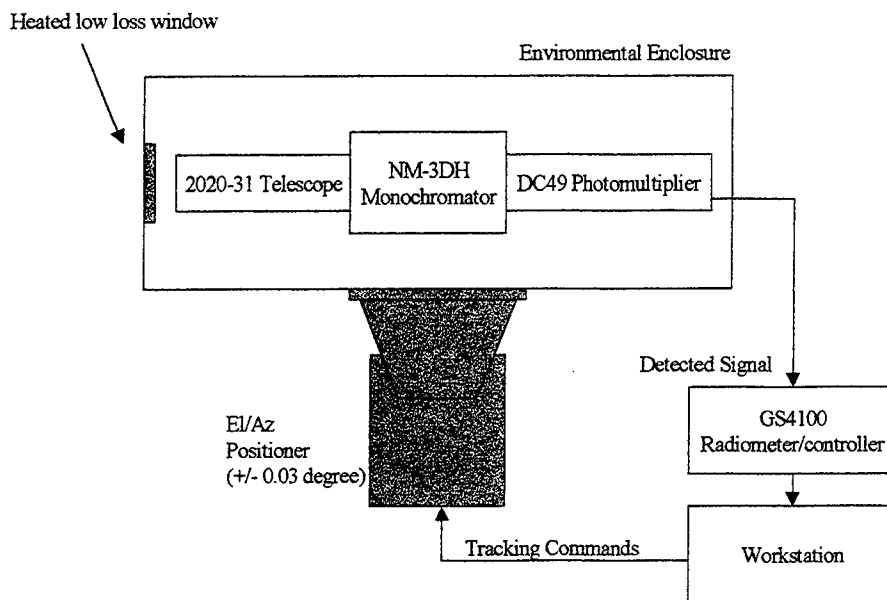 Heated low loss window
Environmental Enclosure
2020-31 Telescope
NM-3DH
Monochromator
DC49 Photomultiplier
Detected Signal
GS4100
Radiometer/controller
El/Az
Positioner
(+/- 0.03 degree)
Tracking Commands
Workstation